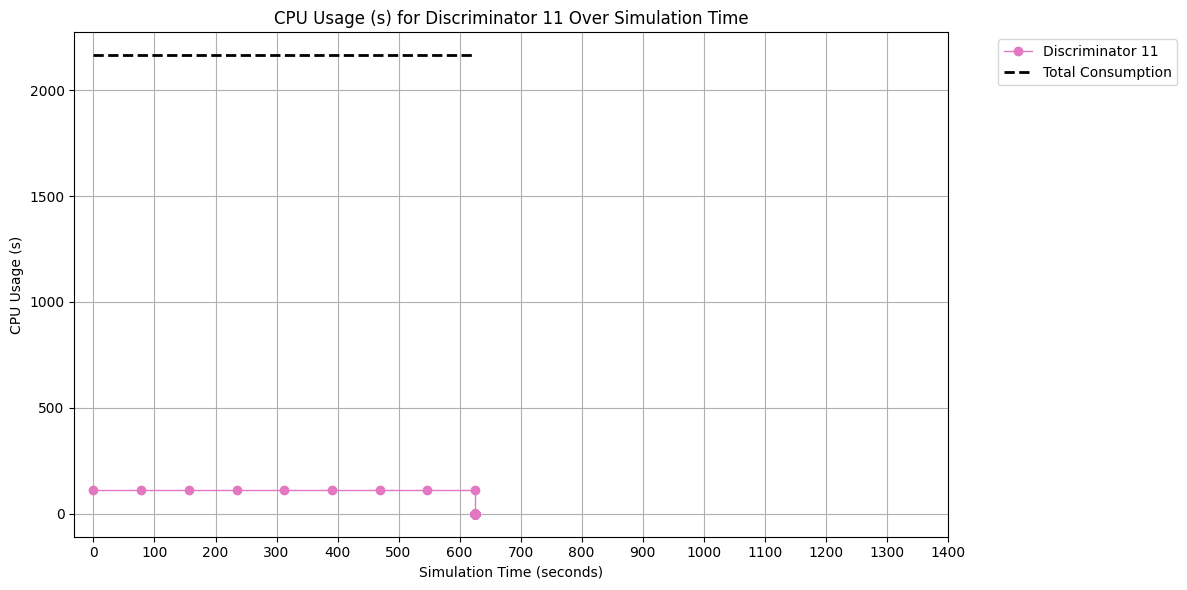 CPU Usage (s) for Discriminator 11 Over Simulation Time
Discriminator 11
Total Consumption
2000
1500
1000
500
0
CPU Usage (s)
0 100 200 300 400 500 600 700 800 900 1000 1100 1200 1300 1400
Simulation Time (seconds)